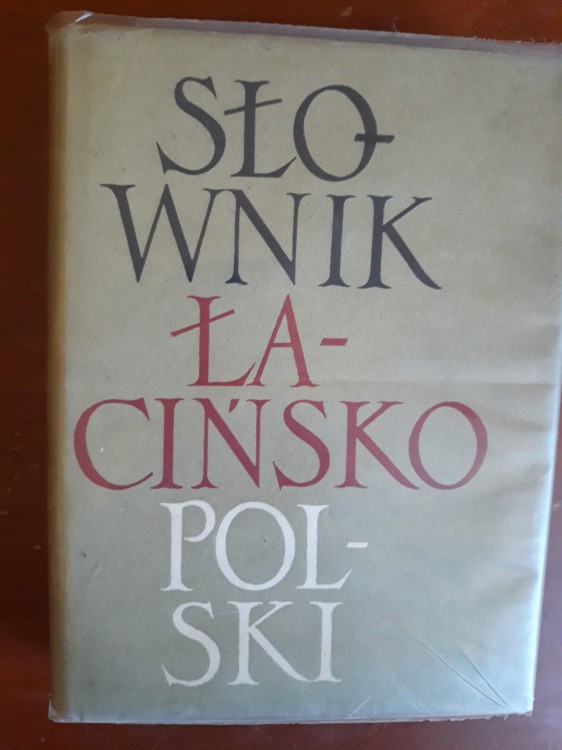 SŁO-
WNIK
ŁA-
CIŃSKO
POL-
SKI